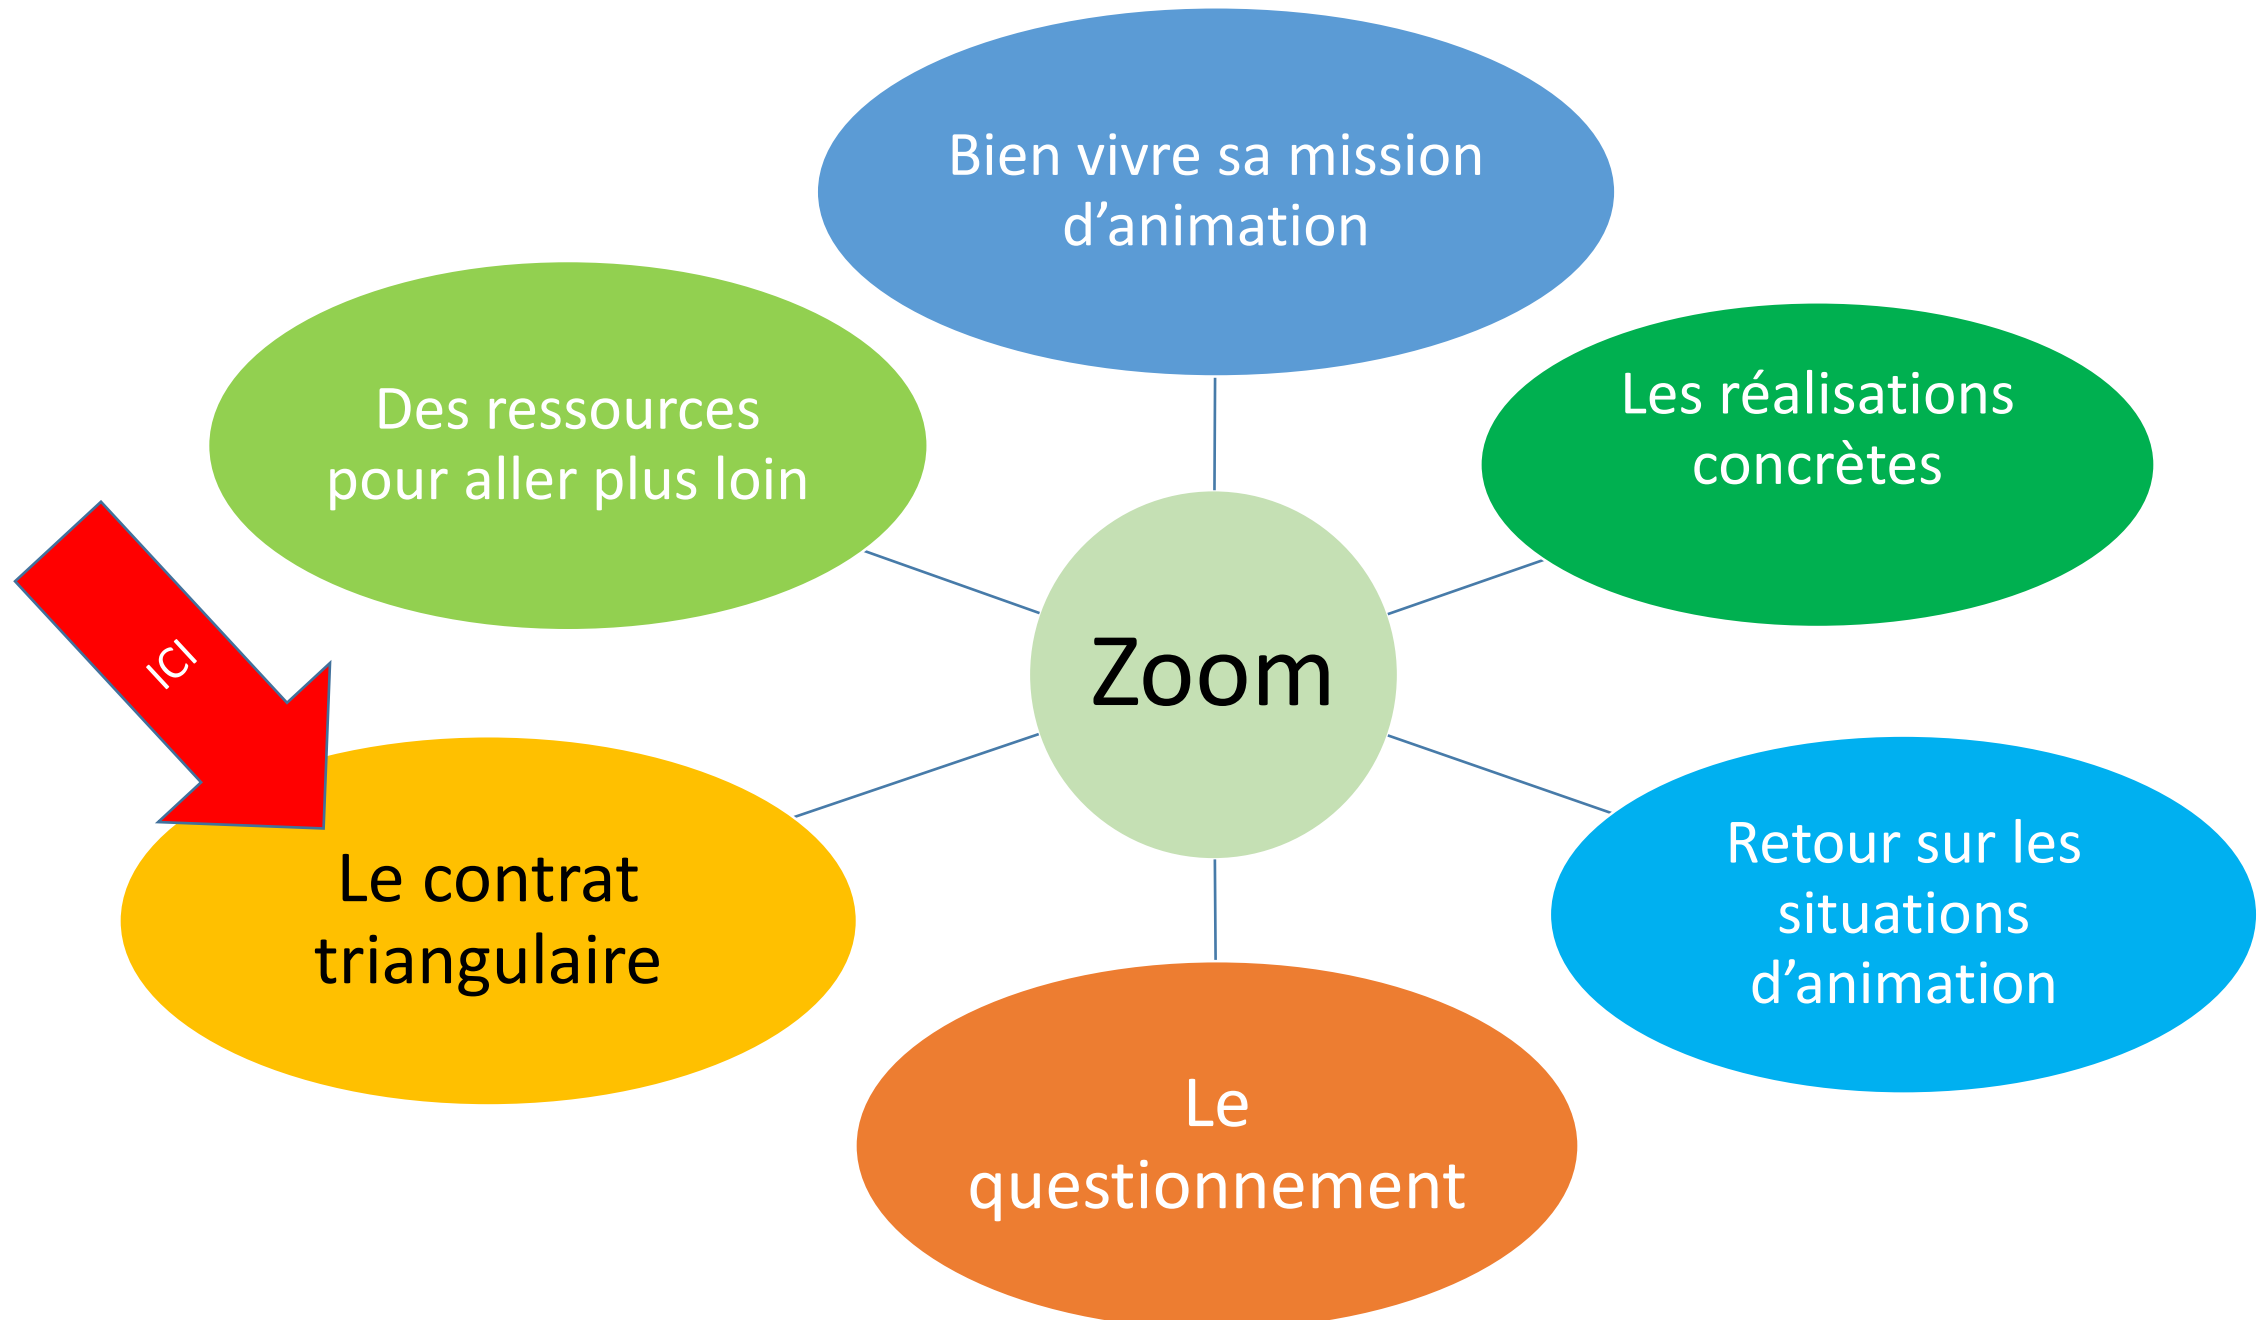 Bien vivre sa mission
d’animation
Les réalisations
concrètes
Des ressources
pour aller plus loin
ICI
Zoom
Le contrat
triangulaire
Retour sur les
situations
d’animation
Le
questionnement